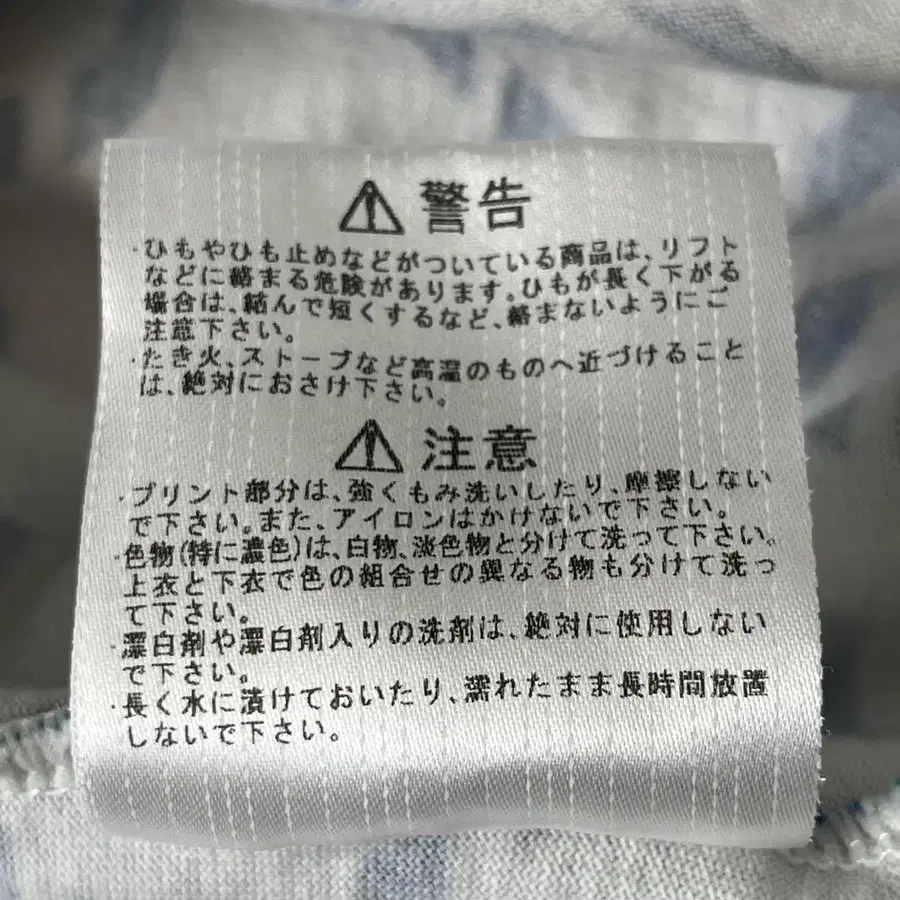 ⚠ 警告
・ひもやひも止めなどがついている商品は、リフト
などに絡まる危険があります。ひもが長く下がる
場合は、結んで短くするなど、絡まないようにご
注意下さい。
・たき火、ストーブなど高温のものへ近づけること
は、絶対におさけ下さい。
⚠ 注意
・プリント部分は、強くもみ洗いしたり、摩擦しない
で下さい。また、アイロンはかけないで下さい。
・色物(特に濃色)は、白物、淡色物と分けて洗って下さい。
上衣と下衣で色の組合せの異なる物も分けて洗っ
て下さい。
・漂白剤や漂白剤入りの洗剤は、絶対に使用しない
で下さい。
・長く水に漬けておいたり、濡れたまま長時間放置
しないで下さい。